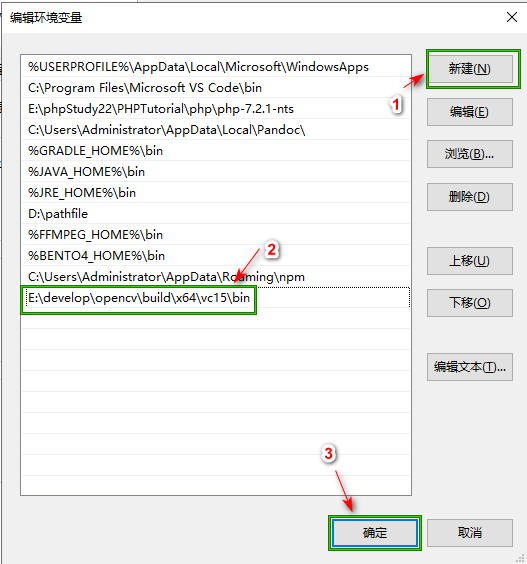 编辑环境变量
%USERPROFILE%\AppData\Local\Microsoft\WindowsApps
C:\Program Files\Microsoft VS Code\bin
E:\phpStudy22\PHPTutorial\php\php-7.2.1-nts
C:\Users\Administrator\AppData\Local\Pandoc\
%GRADLE_HOME%\bin
%JAVA_HOME%\bin
%JRE_HOME%\bin
D:\pathfile
%FFMPEG_HOME%\bin
%BENTO4_HOME%\bin
C:\Users\Administrator\AppData\Roaming\npm
E:\develop\opencv\build\x64\vc15\bin
新建(N)
编辑(E)
浏览(B)...
删除(D)
上移(U)
下移(O)
编辑文本(T)...
1
2
3
确定
取消